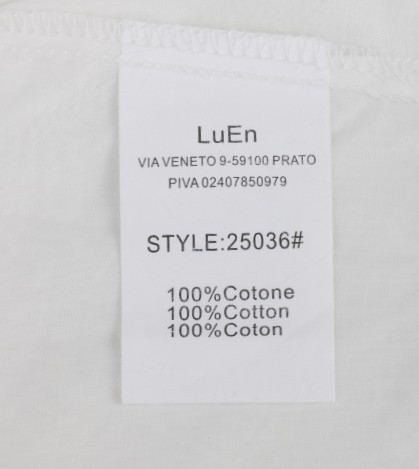 LuEn
VIA VENETO 9-59100 PRATO
PIVA 02407850979
STYLE:25036#
100%Cotone
100%Cotton
100%Coton